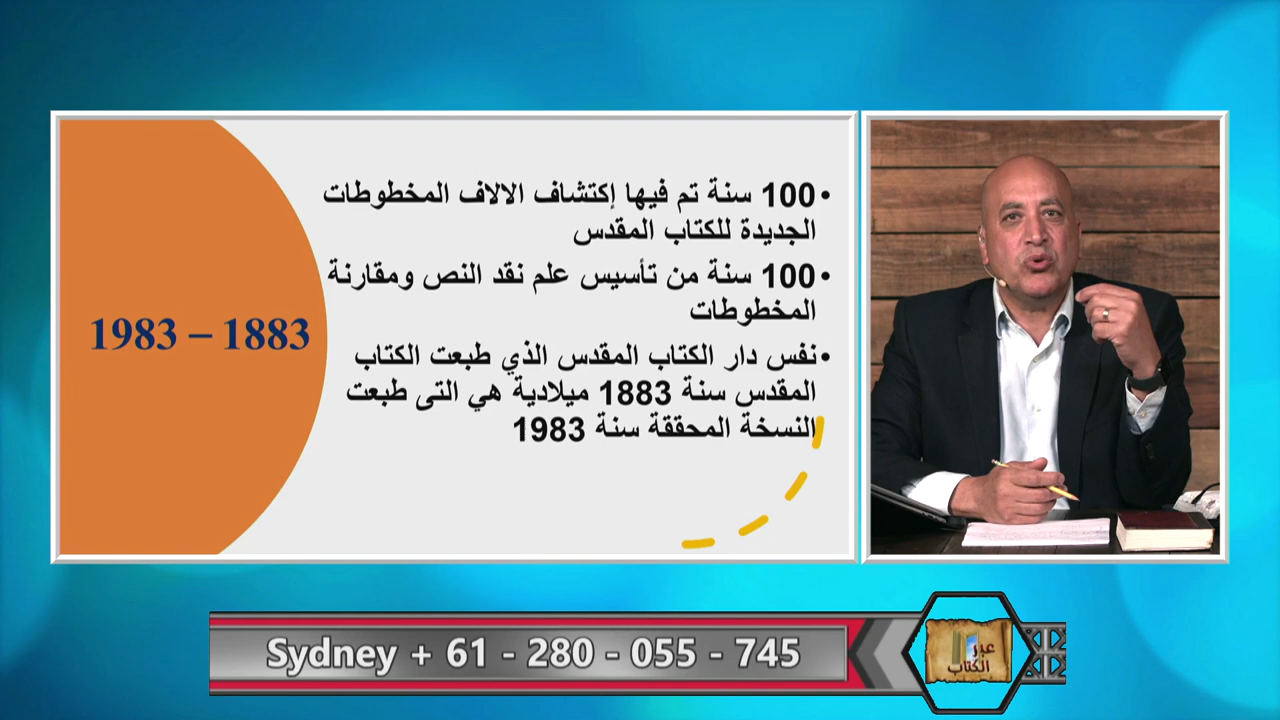 •100 سنة تم فيها إكتشاف الالاف المخطوطات
الجديدة للكتاب المقدس
•100 سنة من تأسيس علم نقد النص ومقارنة
المخطوطات
•نفس دار الكتاب المقدس الذي طبعت الكتاب
المقدس سنة 1883 ميلادية هي التى طبعت
النسخة المحققة سنة 1983
1983 – 1883
Sydney + 61 - 280 - 055 - 745
عبر
الكتاب